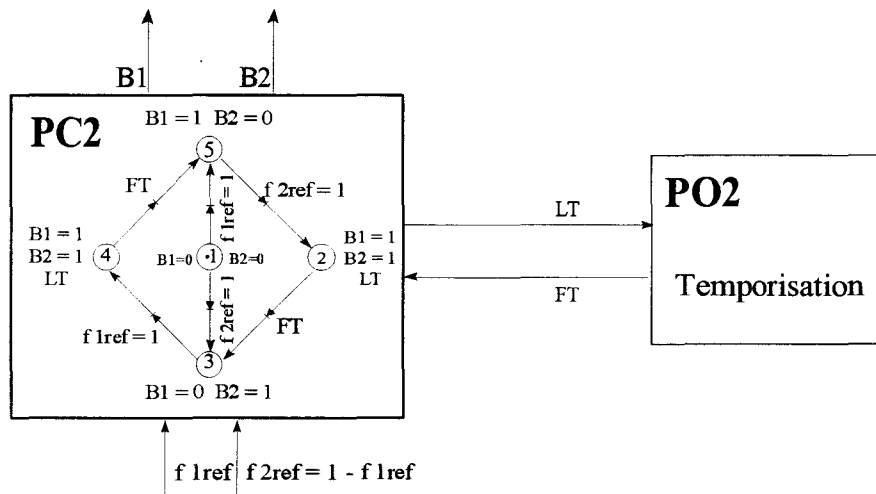 B1 B2
PC2
B1 = 1 B2 = 0
5
FT
f 1ref = 1
f 2ref = 1
B1 = 1
B2 = 1
LT
4
B1=0
1
B2=0
2
B1 = 1
B2 = 1
LT
f 1ref = 1
f 2ref = 1
FT
3
B1 = 0 B2 = 1
LT
FT
PO2
Temporisation
f 1ref f 2ref = 1 - f 1ref